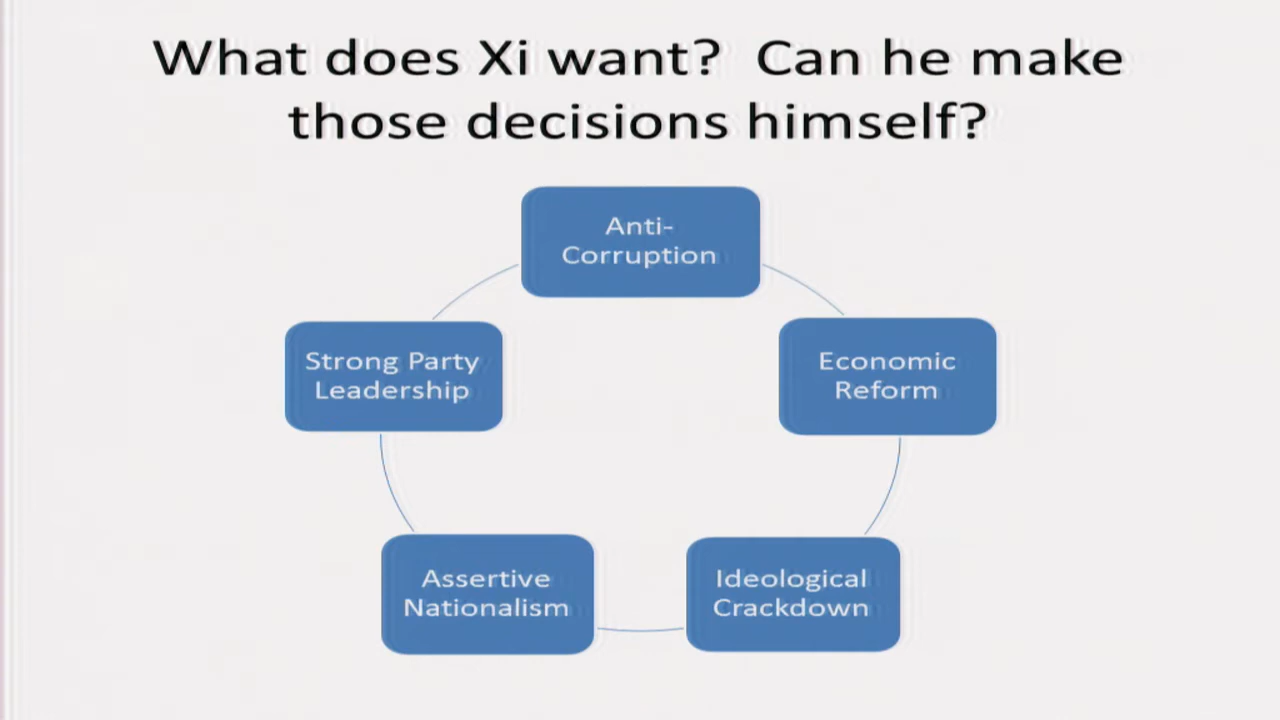 What does Xi want? Can he make
those decisions himself?
Anti-
Corruption
Strong Party
Leadership
Economic
Reform
Assertive
Nationalism
Ideological
Crackdown